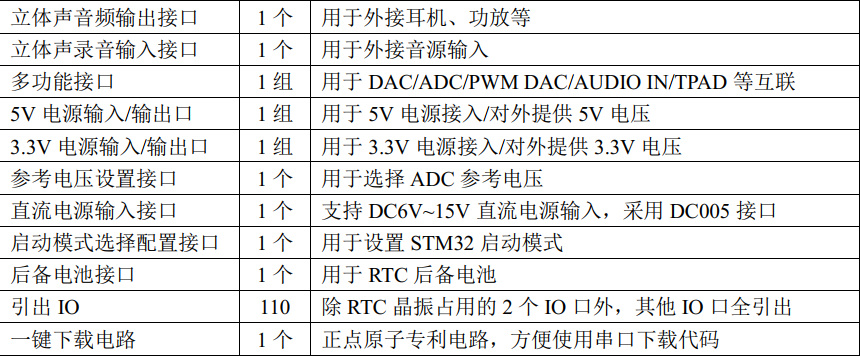 立体声音频输出接口 1 个 用于外接耳机、功放等
立体声录音输入接口 1 个 用于外接音源输入
多功能接口 1 组 用于 DAC/ADC/PWM DAC/AUDIO IN/TPAD 等互联
5V 电源输入/输出口 1 组 用于 5V 电源接入/对外提供 5V 电压
3.3V 电源输入/输出口 1 组 用于 3.3V 电源接入/对外提供 3.3V 电压
参考电压设置接口 1 个 用于选择 ADC 参考电压
直流电源输入接口 1 个 支持 DC6V~15V 直流电源输入，采用 DC005 接口
启动模式选择配置接口 1 个 用于设置 STM32 启动模式
后备电池接口 1 个 用于 RTC 后备电池
引出 IO 110 除 RTC 晶振占用的 2 个 IO 口外，其他 IO 口全引出
一键下载电路 1 个 正点原子专利电路，方便使用串口下载代码